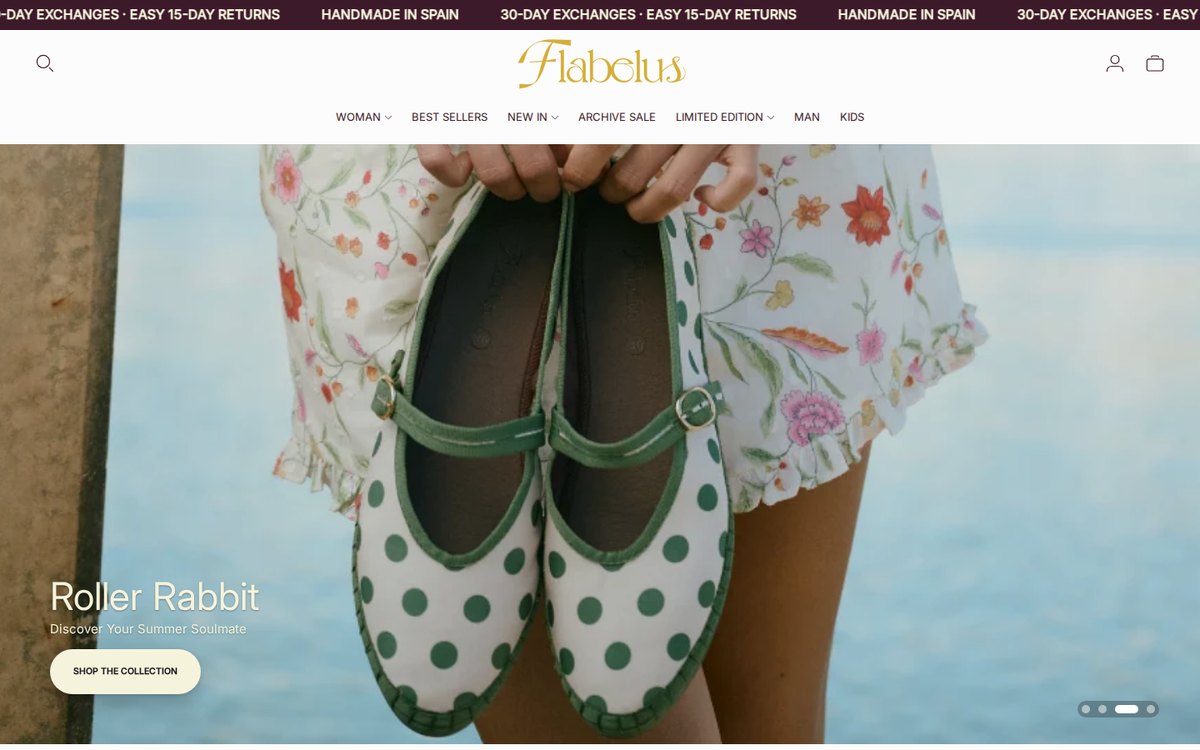 -DAY EXCHANGES · EASY 15-DAY RETURNS HANDMADE IN SPAIN 30-DAY EXCHANGES · EASY 15-DAY RETURNS HANDMADE IN SPAIN 30-DAY EXCHANGES · EASY
Flabelus
WOMAN BEST SELLERS NEW IN ARCHIVE SALE LIMITED EDITION MAN KIDS
Roller Rabbit
Discover Your Summer Soulmate
SHOP THE COLLECTION